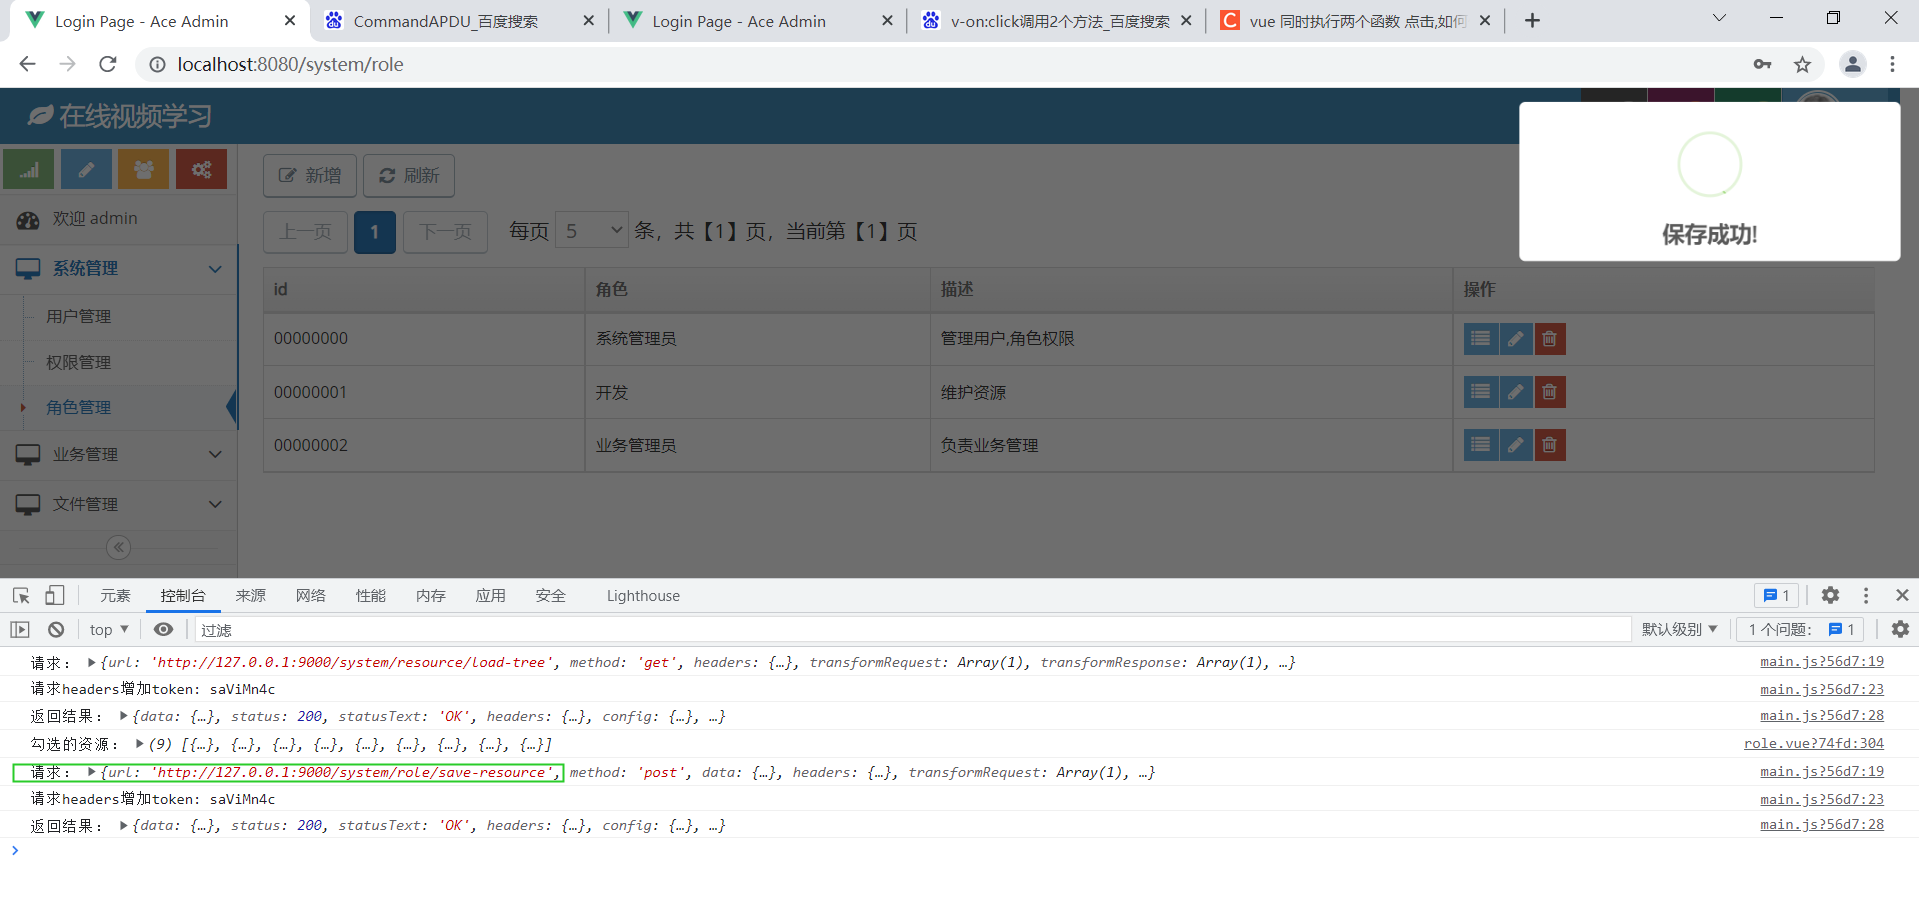 Login Page - Ace Admin
CommandAPDU_百度搜索
Login Page - Ace Admin
v-on:click调用2个方法_百度搜索
vue 同时执行两个函数 点击,如何
localhost:8080/system/role
在线视频学习
保存成功!
欢迎 admin
系统管理
用户管理
权限管理
角色管理
业务管理
文件管理
新增 刷新
上一页 1 下一页 每页 5 条，共【1】页，当前第【1】页
id 角色 描述 操作
00000000 系统管理员 管理用户,角色权限
00000001 开发 维护资源
00000002 业务管理员 负责业务管理
元素 控制台 来源 网络 性能 内存 应用 安全 Lighthouse 1
top 过滤 默认级别 1 个问题： 1
请求： {url: 'http://127.0.0.1:9000/system/resource/load-tree', method: 'get', headers: {…}, transformRequest: Array(1), transformResponse: Array(1), …} main.js?56d7:19
请求headers增加token: saViMn4c main.js?56d7:23
返回结果： {data: {…}, status: 200, statusText: 'OK', headers: {…}, config: {…}, …} main.js?56d7:28
勾选的资源： (9) [{…}, {…}, {…}, {…}, {…}, {…}, {…}, {…}, {…}] role.vue?74fd:304
请求： {url: 'http://127.0.0.1:9000/system/role/save-resource', method: 'post', data: {…}, headers: {…}, transformRequest: Array(1), …} main.js?56d7:19
请求headers增加token: saViMn4c main.js?56d7:23
返回结果： {data: {…}, status: 200, statusText: 'OK', headers: {…}, config: {…}, …} main.js?56d7:28